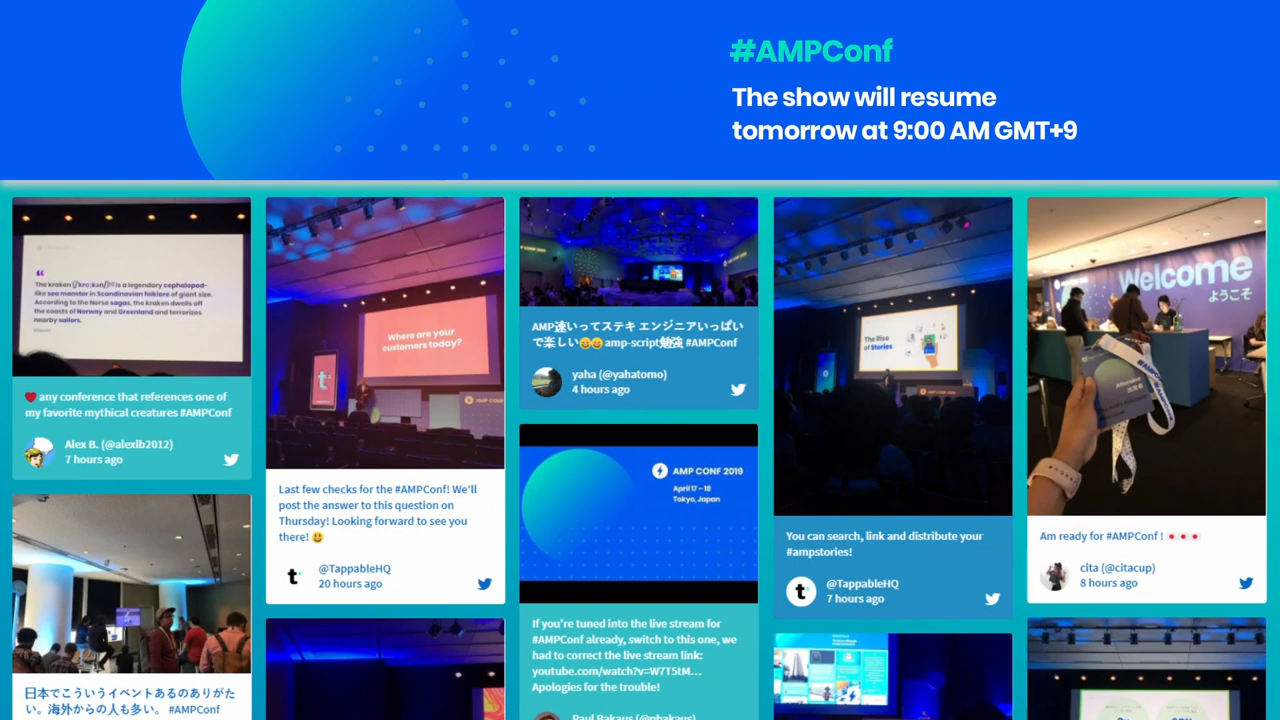 #AMPConf
The show will resume
tomorrow at 9:00 AM GMT+9
The kraken (/ˈkrɑːkən/)[1] is a legendary cephalopod-
like sea monster in Scandinavian folklore of giant size.
According to the Norse sagas, the kraken dwells off
the coasts of Norway and Greenland and terrorizes
nearby sailors.
❤️any conference that references one of
my favorite mythical creatures #AMPConf
Alex B. (@alexlb2012)
7 hours ago
日本でこういうイベントあるのありがた
い。海外からの人も多い。 #AMPConf
Where are your
customers today?
t
AMP CONF
Last few checks for the #AMPConf! We'll
post the answer to this question on
Thursday! Looking forward to see you
there! 😃
t
@TappableHQ
20 hours ago
AMP速いってステキ エンジニアいっぱい
で楽しい😄😄 amp-script勉強 #AMPConf
yaha (@yahatomo)
4 hours ago
AMP CONF 2019
April 17 – 18
Tokyo, Japan
If you're tuned into the live stream for
#AMPConf already, switch to this one, we
had to correct the live stream link:
youtube.com/watch?v=W7T5tM...
Apologies for the trouble!
Paul Bakaus (@pbakaus)
The Rise
of Stories
You can search, link and distribute your
#ampstories!
t
@TappableHQ
7 hours ago
Welcome
ようこそ
Attendee
Am ready for #AMPConf ! 🇯🇵 🇯🇵 🇯🇵
cita (@citacup)
8 hours ago